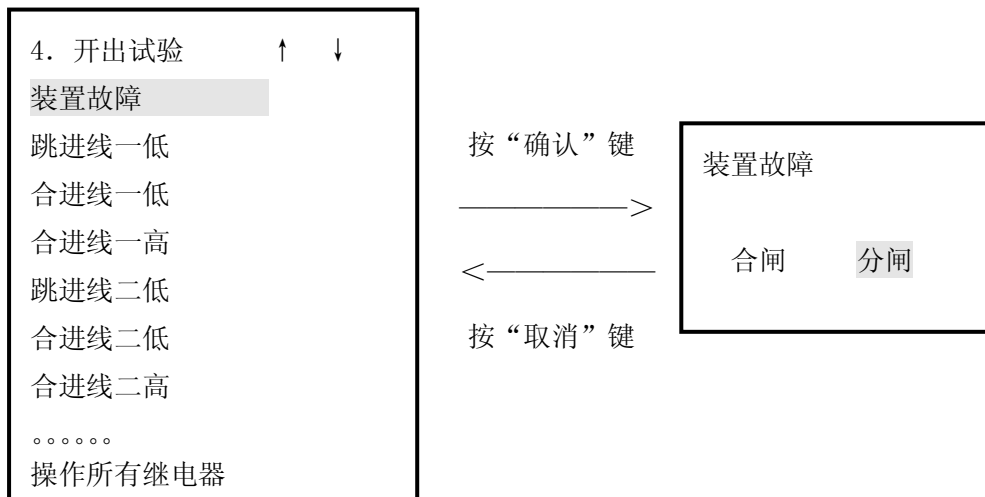 4. 开出试验 ↑ ↓
装置故障
跳进线一低
合进线一低
合进线一高
跳进线二低
合进线二低
合进线二高
。。。。。。
操作所有继电器
按“确认”键
按“取消”键
装置故障
合闸 分闸